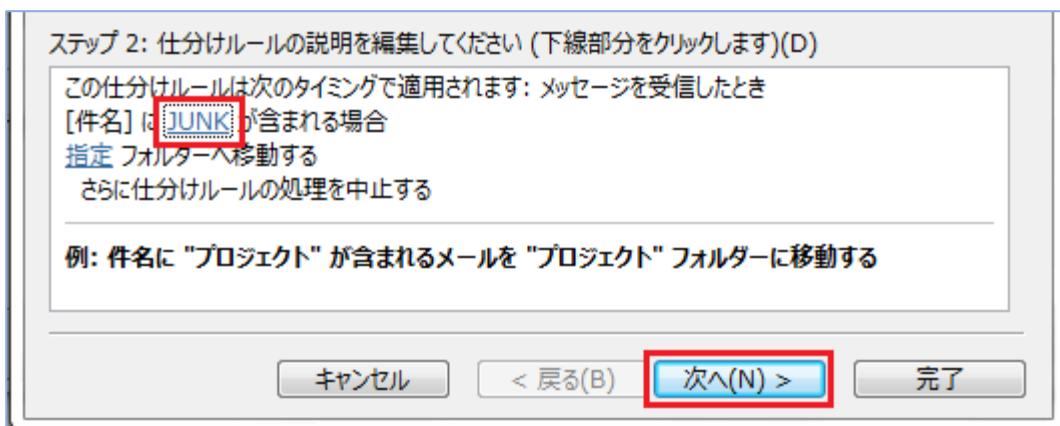 ステップ 2: 仕分けルールの説明を編集してください (下線部分をクリックします)(D)
この仕分けルールは次のタイミングで適用されます: メッセージを受信したとき
[件名] に JUNK が含まれる場合
指定 フォルダーへ移動する
さらに仕分けルールの処理を中止する
例: 件名に "プロジェクト" が含まれるメールを "プロジェクト" フォルダーに移動する
キャンセル < 戻る(B) 次へ(N) > 完了